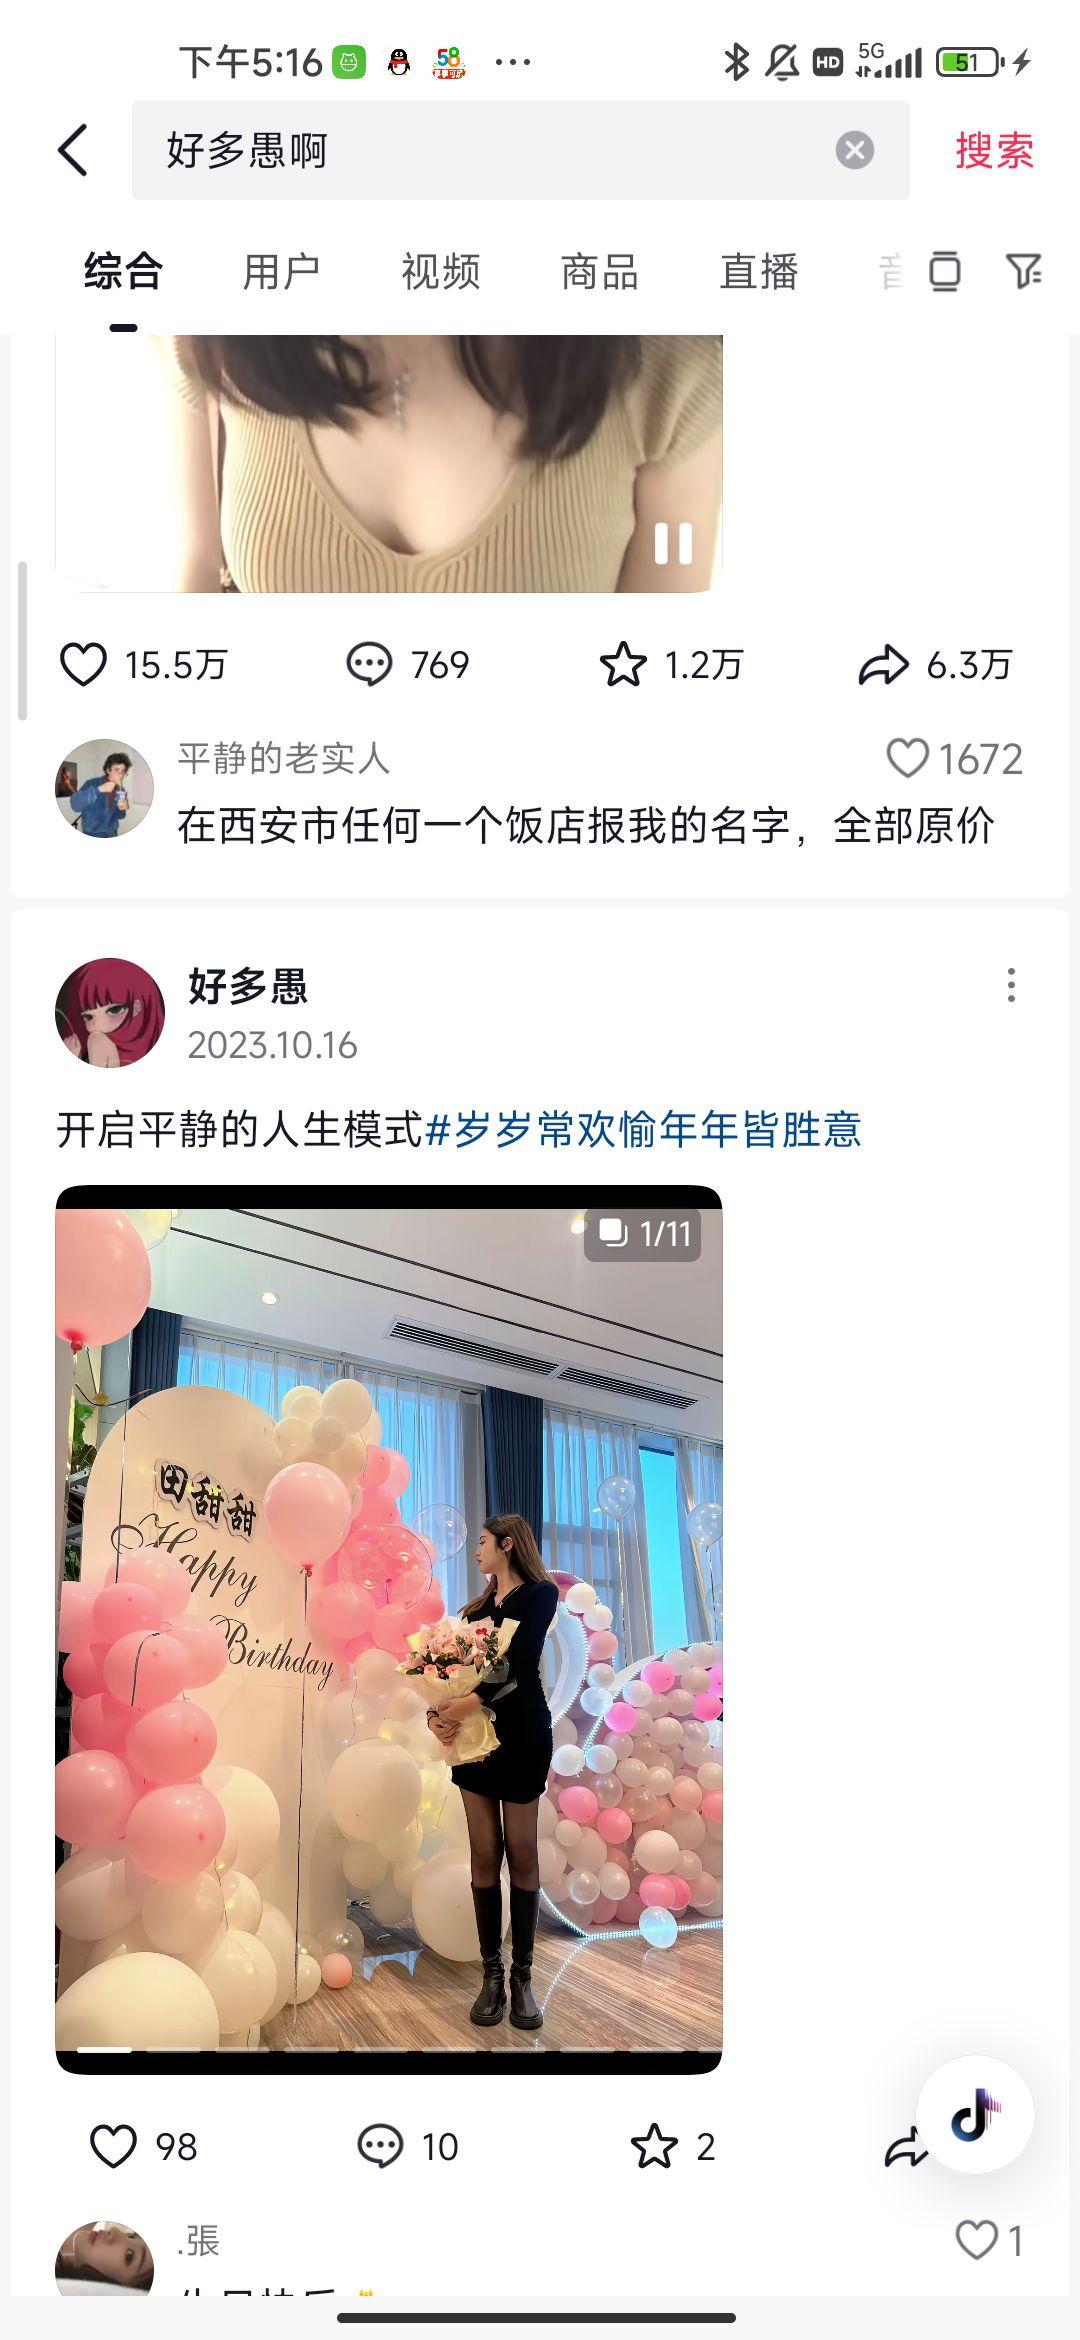 下午5:16
58
HD
5G
51
好多愚啊
搜索
综合
用户
视频
商品
直播
15.5万
769
1.2万
6.3万
平静的老实人
1672
在西安市任何一个饭店报我的名字，全部原价
好多愚
2023.10.16
开启平静的人生模式#岁岁常欢愉年年皆胜意
1/11
田甜甜
Happy
Birthday
98
10
2
.張
1